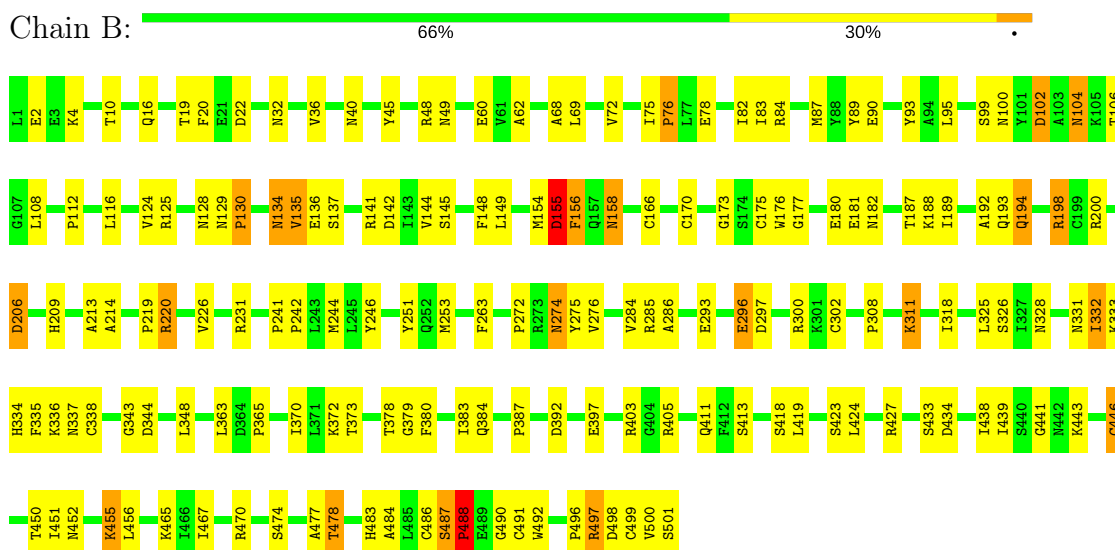 Chain B:
66% 30% •
L1 E2 E3 K4 T10 Q16 T19 F20 E21 D22 N32 V36 N40 Y45 R48 N49 E60 V61 A62 A68 L69 V72 I75 P76 L77 E78 I82 I83 R84 M87 Y88 Y89 E90 Y93 A94 L95 S99 N100 Y101 D102 A103 N104 K105 T106
G107 L108 P112 L116 V124 R125 N128 N129 P130 N134 V135 E136 S137 R141 D142 I143 V144 S145 F148 L149 M154 D155 F156 Q157 N158 C166 C170 G173 S174 C175 W176 G177 E180 E181 N182 T187 K188 I189 A192 Q193 Q194 R198 C199 R200
D206 H209 A213 A214 P219 R220 V226 R231 P241 P242 L243 M244 L245 Y246 Y251 Q252 M253 F263 P272 R273 N274 Y275 V276 V284 R285 A286 E293 E296 D297 R300 K301 C302 P308 K311 I318 L325 S326 I327 N328 N331 I332 K333
H334 F335 K336 N337 C338 G343 D344 L348 L363 D364 P365 I370 L371 K372 T373 T378 G379 F380 I383 Q384 P387 D392 E397 R403 G404 R405 Q411 F412 S413 S418 L419 S423 L424 R427 S433 D434 I438 I439 S440 G441 N442 K443 C446
T450 I451 N452 K455 L456 K465 I466 I467 R470 S474 A477 T478 H483 A484 L485 C486 S487 P488 E489 G490 C491 W492 P496 R497 D498 C499 V500 S501